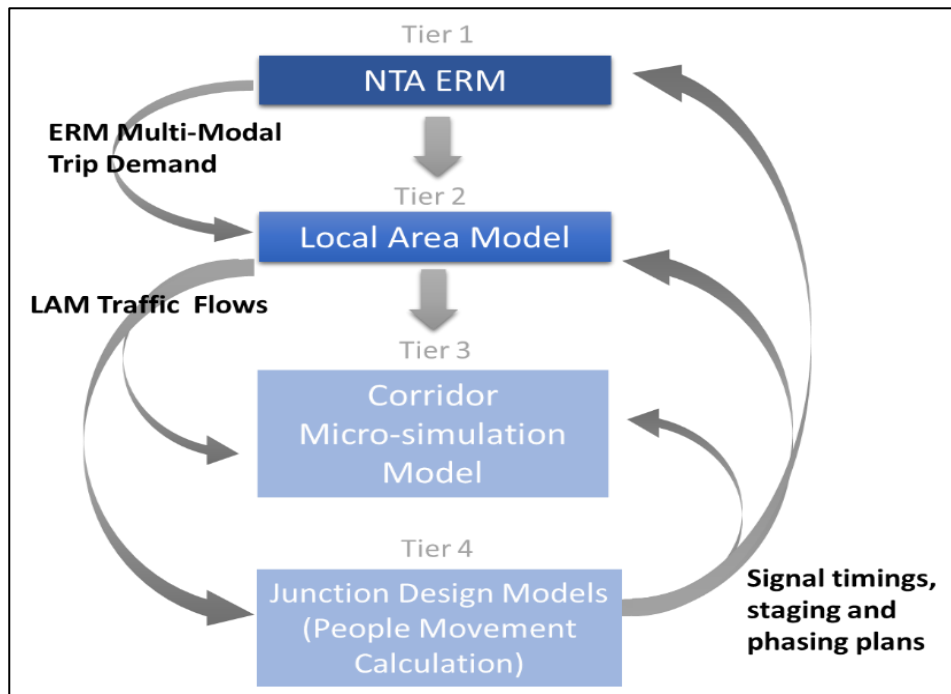 Tier 1
NTA ERM
ERM Multi-Modal
Trip Demand
Tier 2
Local Area Model
LAM Traffic Flows
Tier 3
Corridor
Micro-simulation
Model
Tier 4
Junction Design Models
(People Movement
Calculation)
Signal timings,
staging and
phasing plans